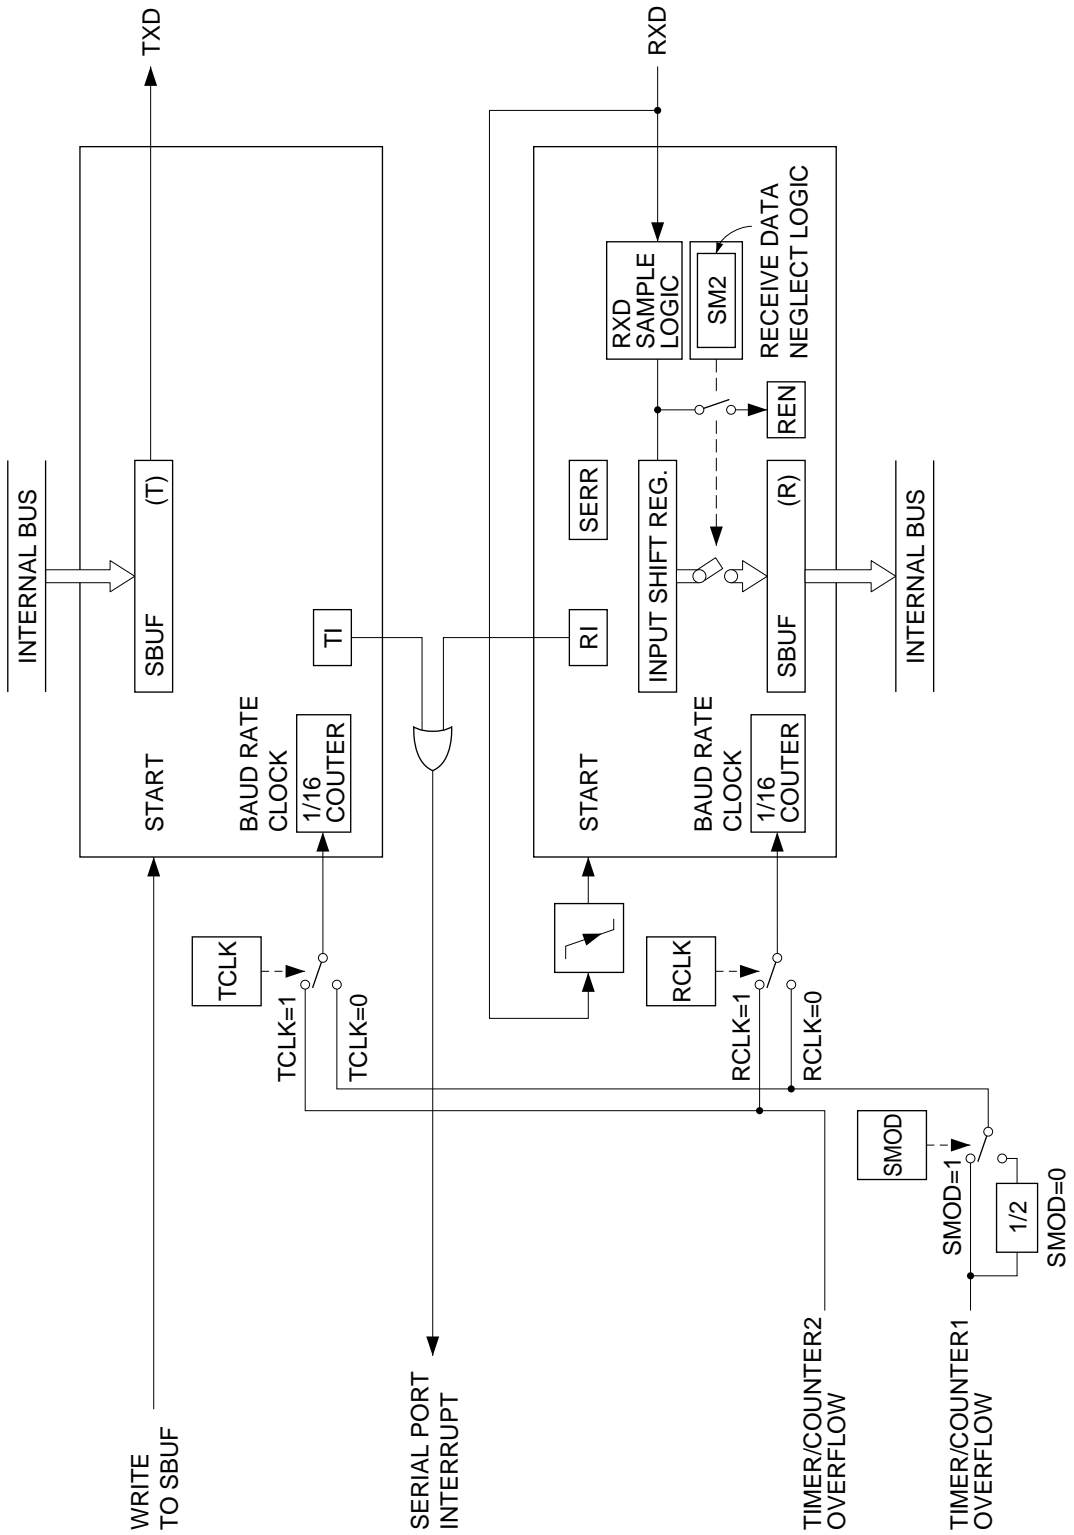 WRITE
TO SBUF
START
INTERNAL BUS
SBUF (T)
TXD
TCLK
TCLK=1
TCLK=0
BAUD RATE
CLOCK
1/16
COUTER
TI
SERIAL PORT
INTERRUPT
RXD
START
RI
SERR
RXD
SAMPLE
LOGIC
INPUT SHIFT REG.
SM2
RECEIVE DATA
NEGLECT LOGIC
REN
RCLK
RCLK=1
RCLK=0
BAUD RATE
CLOCK
1/16
COUTER
SBUF (R)
INTERNAL BUS
TIMER/COUNTER2
OVERFLOW
SMOD
SMOD=1
1/2
SMOD=0
TIMER/COUNTER1
OVERFLOW